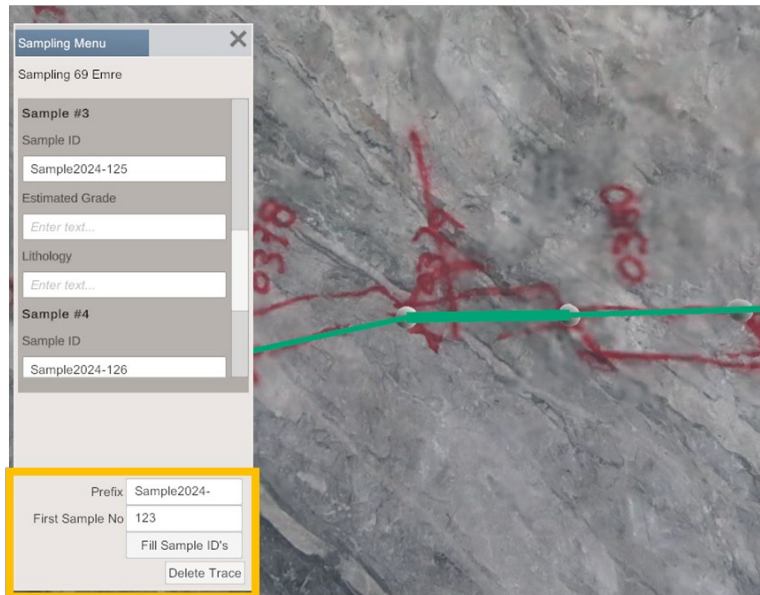 Sampling Menu
Sampling 69 Emre
Sample #3
Sample ID
Sample2024-125
Estimated Grade
Enter text...
Lithology
Enter text...
Sample #4
Sample ID
Sample2024-126
Prefix Sample2024-
First Sample No 123
Fill Sample ID's
Delete Trace
0380